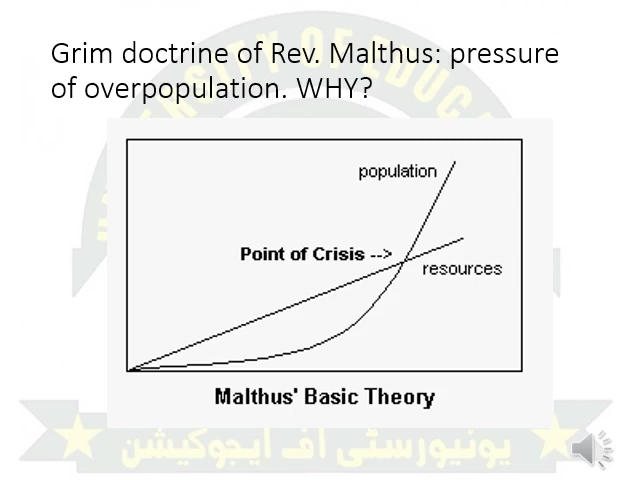 Grim doctrine of Rev. Malthus: pressure
of overpopulation. WHY?
population
Point of Crisis -->
resources
Malthus' Basic Theory
یونیورسٹی آف ایجوکیشن